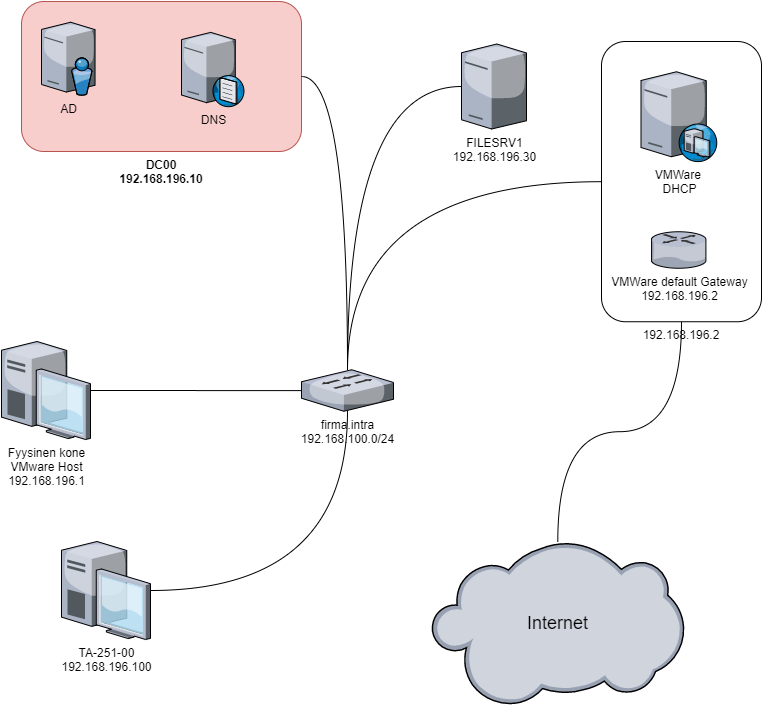 AD
DNS
DC00
192.168.196.10
FILESRV1
192.168.196.30
VMWare
DHCP
VMWare default Gateway
192.168.196.2
192.168.196.2
firma.intra
192.168.100.0/24
Fyysinen kone
VMware Host
192.168.196.1
TA-251-00
192.168.196.100
Internet